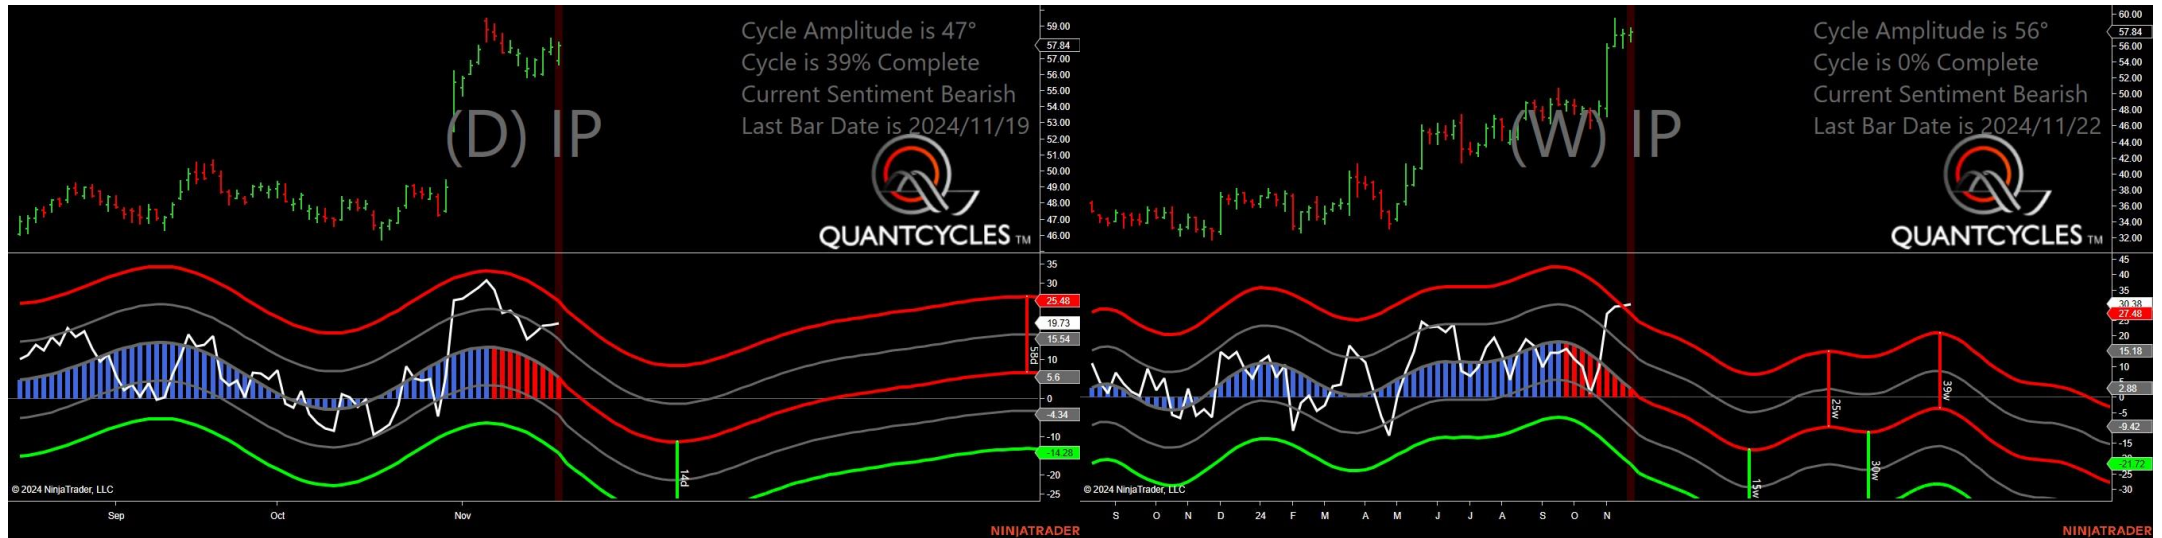 Cycle Amplitude is 47°
Cycle is 39% Complete
Current Sentiment Bearish
Last Bar Date is 2024/11/19
(D) IP
QUANTCYCLES TM
59.00
57.84
57.00
56.00
55.00
54.00
53.00
52.00
51.00
50.00
49.00
48.00
47.00
46.00
35
30
25.48
19.73
15.54
10
5.6
0
-4.34
-10
-14.28
-20
-25
58d
14d
© 2024 NinjaTrader, LLC
Sep Oct Nov
NINJATRADER
Cycle Amplitude is 56°
Cycle is 0% Complete
Current Sentiment Bearish
Last Bar Date is 2024/11/22
(W) IP
QUANTCYCLES TM
60.00
57.84
56.00
54.00
52.00
50.00
48.00
46.00
44.00
42.00
40.00
38.00
36.00
34.00
32.00
45
40
35
30.38
27.48
25
20
15.18
10
5
2.88
0
-5
-9.42
-15
-21.72
-25
-30
25w
39w
15w
30w
© 2024 NinjaTrader, LLC
S O N D 24 F M A M J J A S O N
NINJATRADER